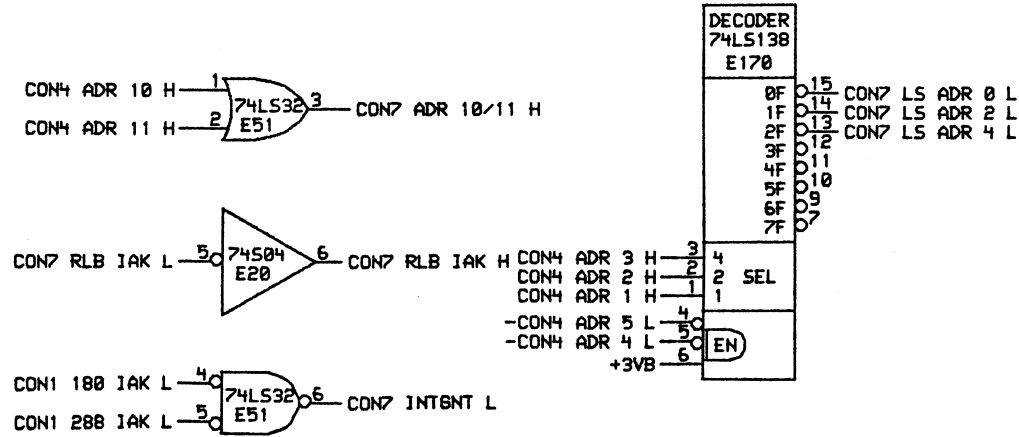 CON4 ADR 10 H 1
CON4 ADR 11 H 2
74LS32
E51
3 CON7 ADR 10/11 H
CON7 RLB IAK L 5
74S04
E20
6 CON7 RLB IAK H
CON1 180 IAK L 4
CON1 288 IAK L 5
74LS32
E51
6 CON7 INTGNT L
DECODER
74LS138
E170
0F 15 CON7 LS ADR 0 L
1F 14 CON7 LS ADR 2 L
2F 13 CON7 LS ADR 4 L
3F 12
4F 11
5F 10
6F 9
7F 7
CON4 ADR 3 H 3 4
CON4 ADR 2 H 2 2 SEL
CON4 ADR 1 H 1 1
-CON4 ADR 5 L 4
-CON4 ADR 4 L 5 EN
+3VB 6